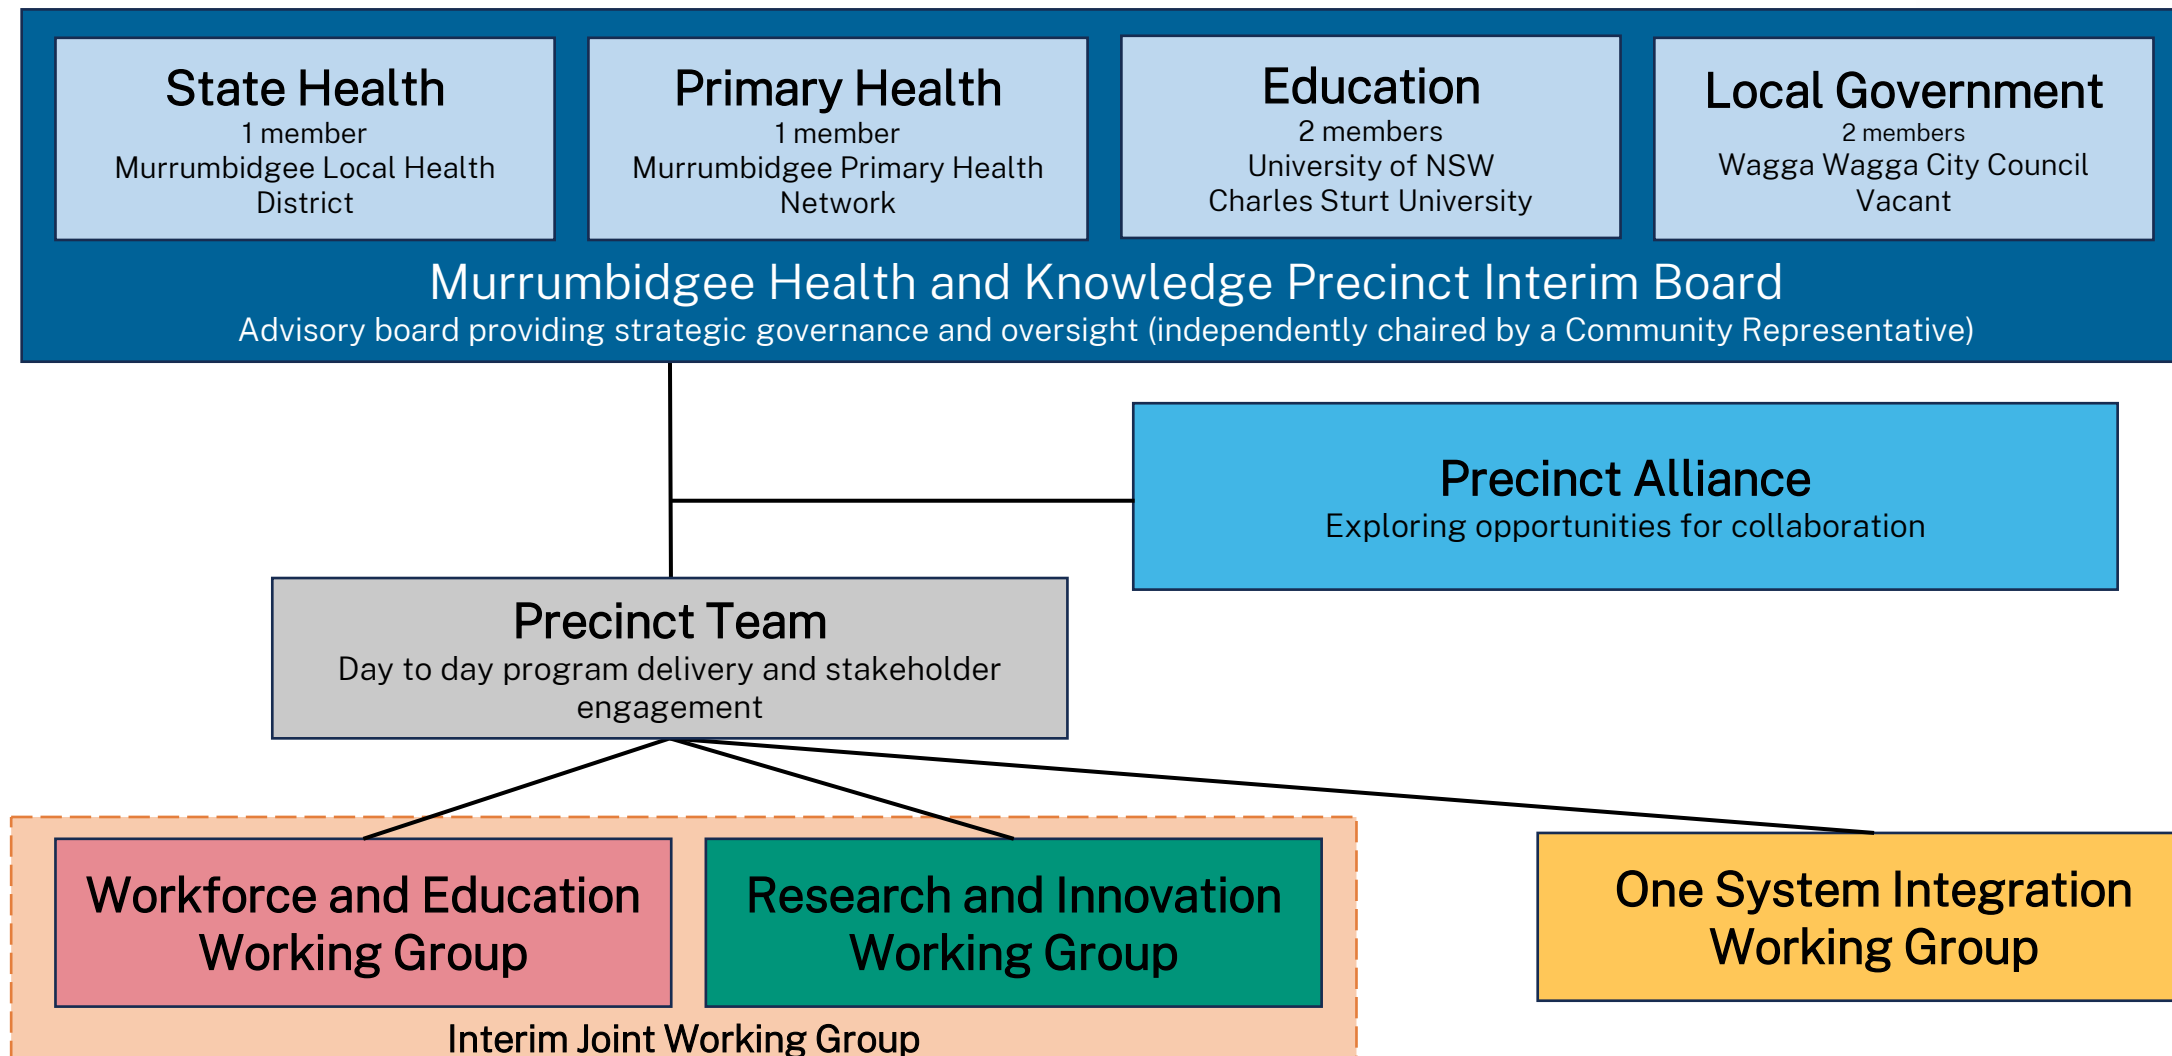 State Health
1 member
Murrumbidgee Local Health
District
Primary Health
1 member
Murrumbidgee Primary Health
Network
Education
2 members
University of NSW
Charles Sturt University
Local Government
2 members
Wagga Wagga City Council
Vacant
Murrumbidgee Health and Knowledge Precinct Interim Board
Advisory board providing strategic governance and oversight (independently chaired by a Community Representative)
Precinct Alliance
Exploring opportunities for collaboration
Precinct Team
Day to day program delivery and stakeholder
engagement
Workforce and Education
Working Group
Research and Innovation
Working Group
One System Integration
Working Group
Interim Joint Working Group